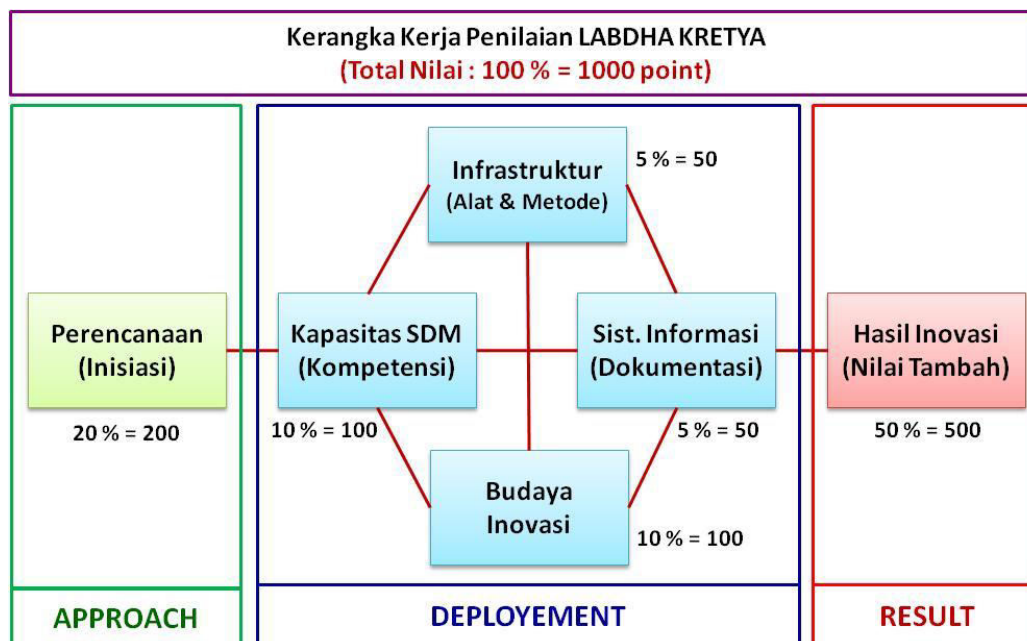 Kerangka Kerja Penilaian LABDHA KRETYA
(Total Nilai : 100 % = 1000 point)
Infrastruktur
(Alat & Metode)
5 % = 50
Perencanaan
(Inisiasi)
20 % = 200
Kapasitas SDM
(Kompetensi)
10 % = 100
Sist. Informasi
(Dokumentasi)
5 % = 50
Hasil Inovasi
(Nilai Tambah)
50 % = 500
Budaya
Inovasi
10 % = 100
APPROACH
DEPLOYEMENT
RESULT